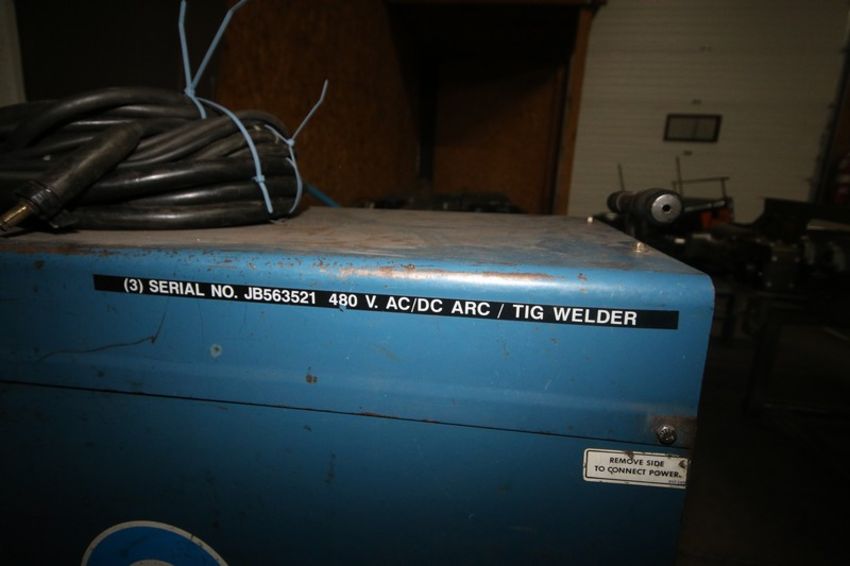 (3) SERIAL NO. JB563521 480 V. AC/DC ARC / TIG WELDER
REMOVE SIDE
TO CONNECT POWER.